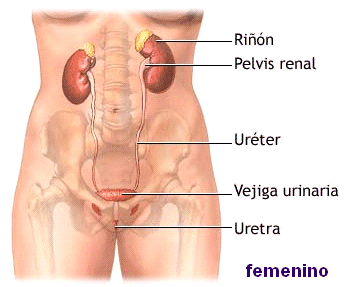 Riñón
Pelvis renal
Uréter
Vejiga urinaria
Uretra
femenino